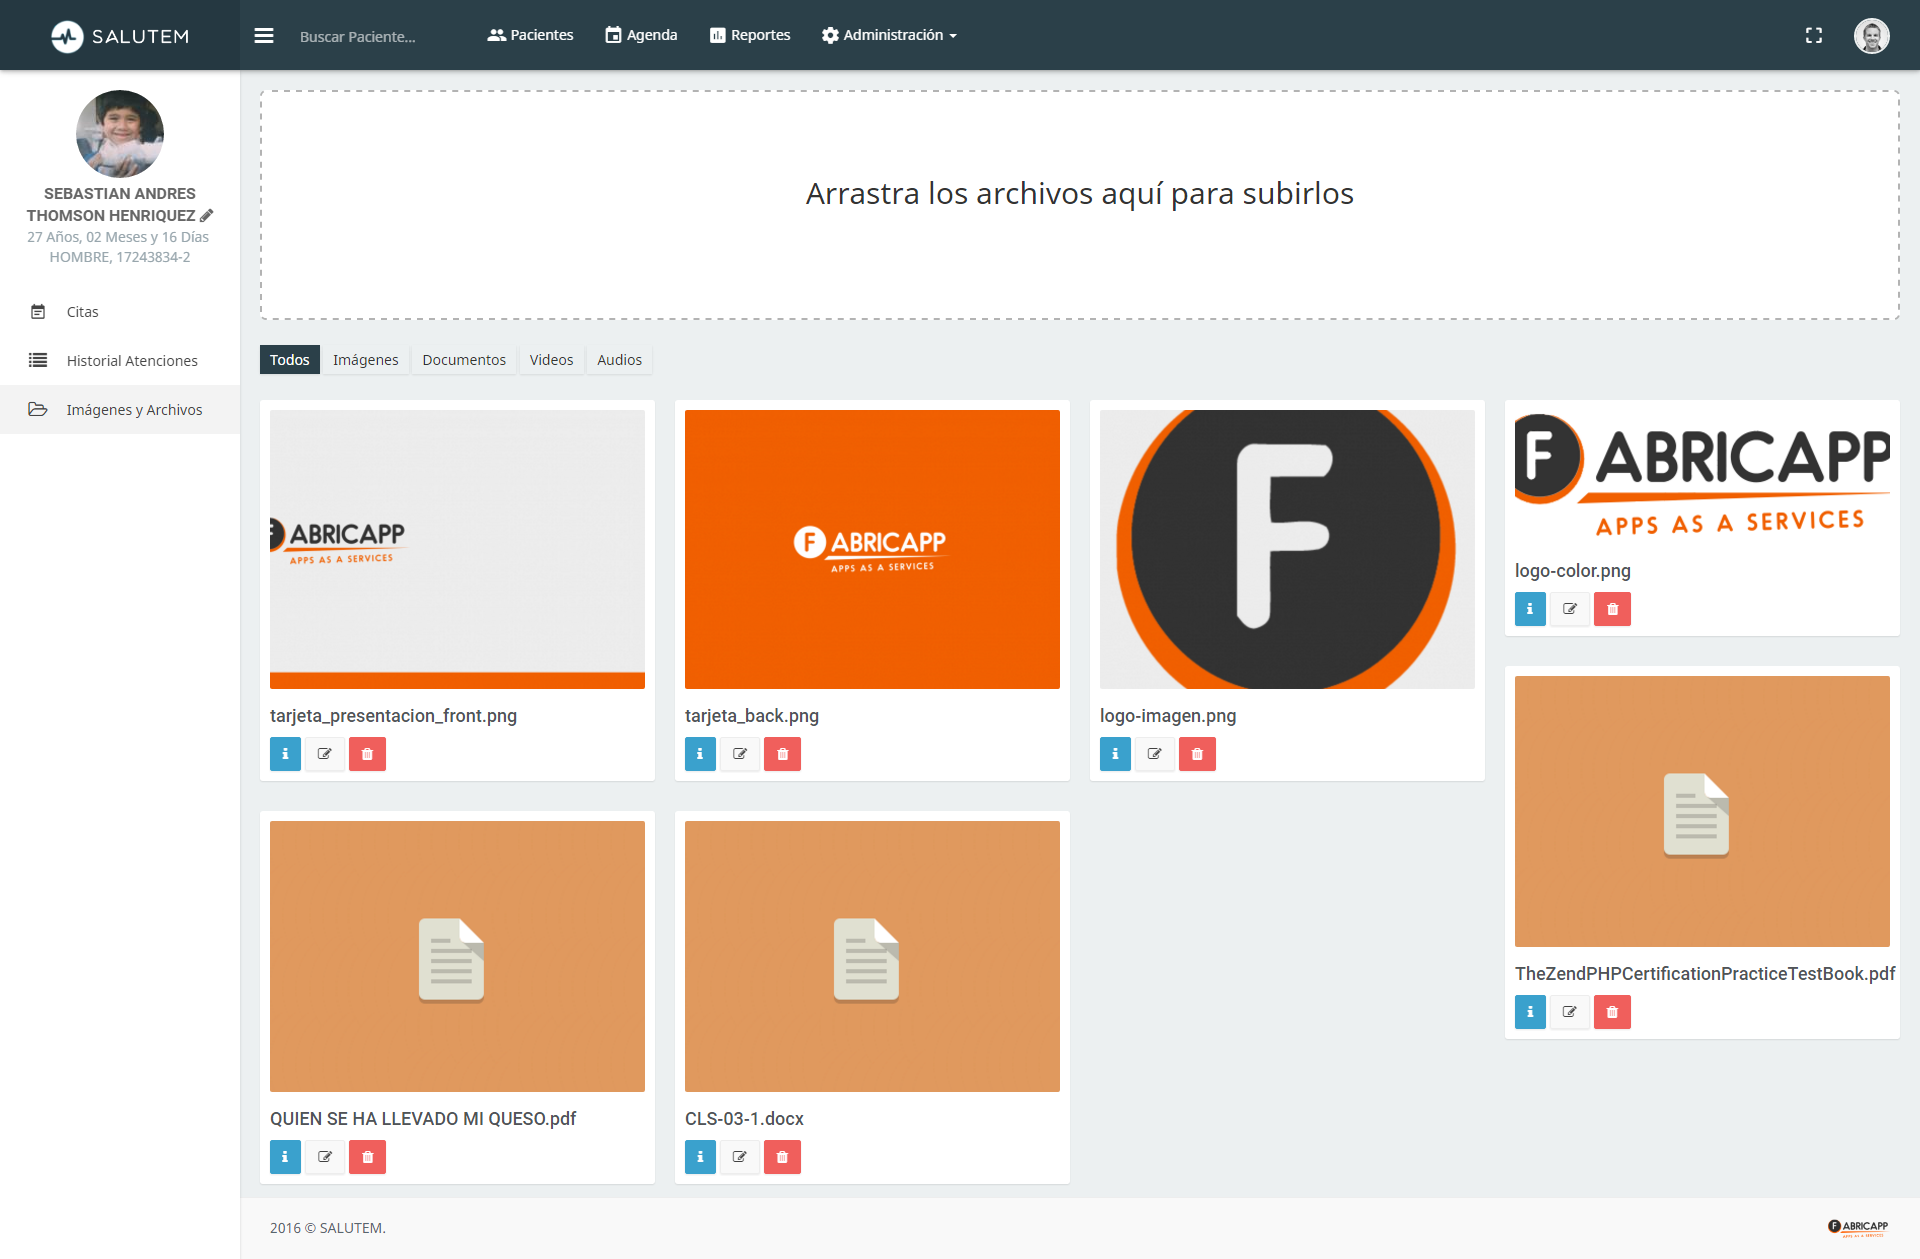 SALUTEM
Buscar Paciente...
Pacientes
Agenda
Reportes
Administración
SEBASTIAN ANDRES
THOMSON HENRIQUEZ
27 Años, 02 Meses y 16 Días
HOMBRE, 17243834-2
Citas
Historial Atenciones
Imágenes y Archivos
Arrastra los archivos aquí para subirlos
Todos
Imágenes
Documentos
Videos
Audios
F ABRICAPP
APPS AS A SERVICES
tarjeta_presentacion_front.png
F ABRICAPP
APPS AS A SERVICES
tarjeta_back.png
F
logo-imagen.png
F ABRICAPP
APPS AS A SERVICES
logo-color.png
TheZendPHPCertificationPracticeTestBook.pdf
QUIEN SE HA LLEVADO MI QUESO.pdf
CLS-03-1.docx
2016 © SALUTEM.
F ABRICAPP
APPS AS A SERVICES